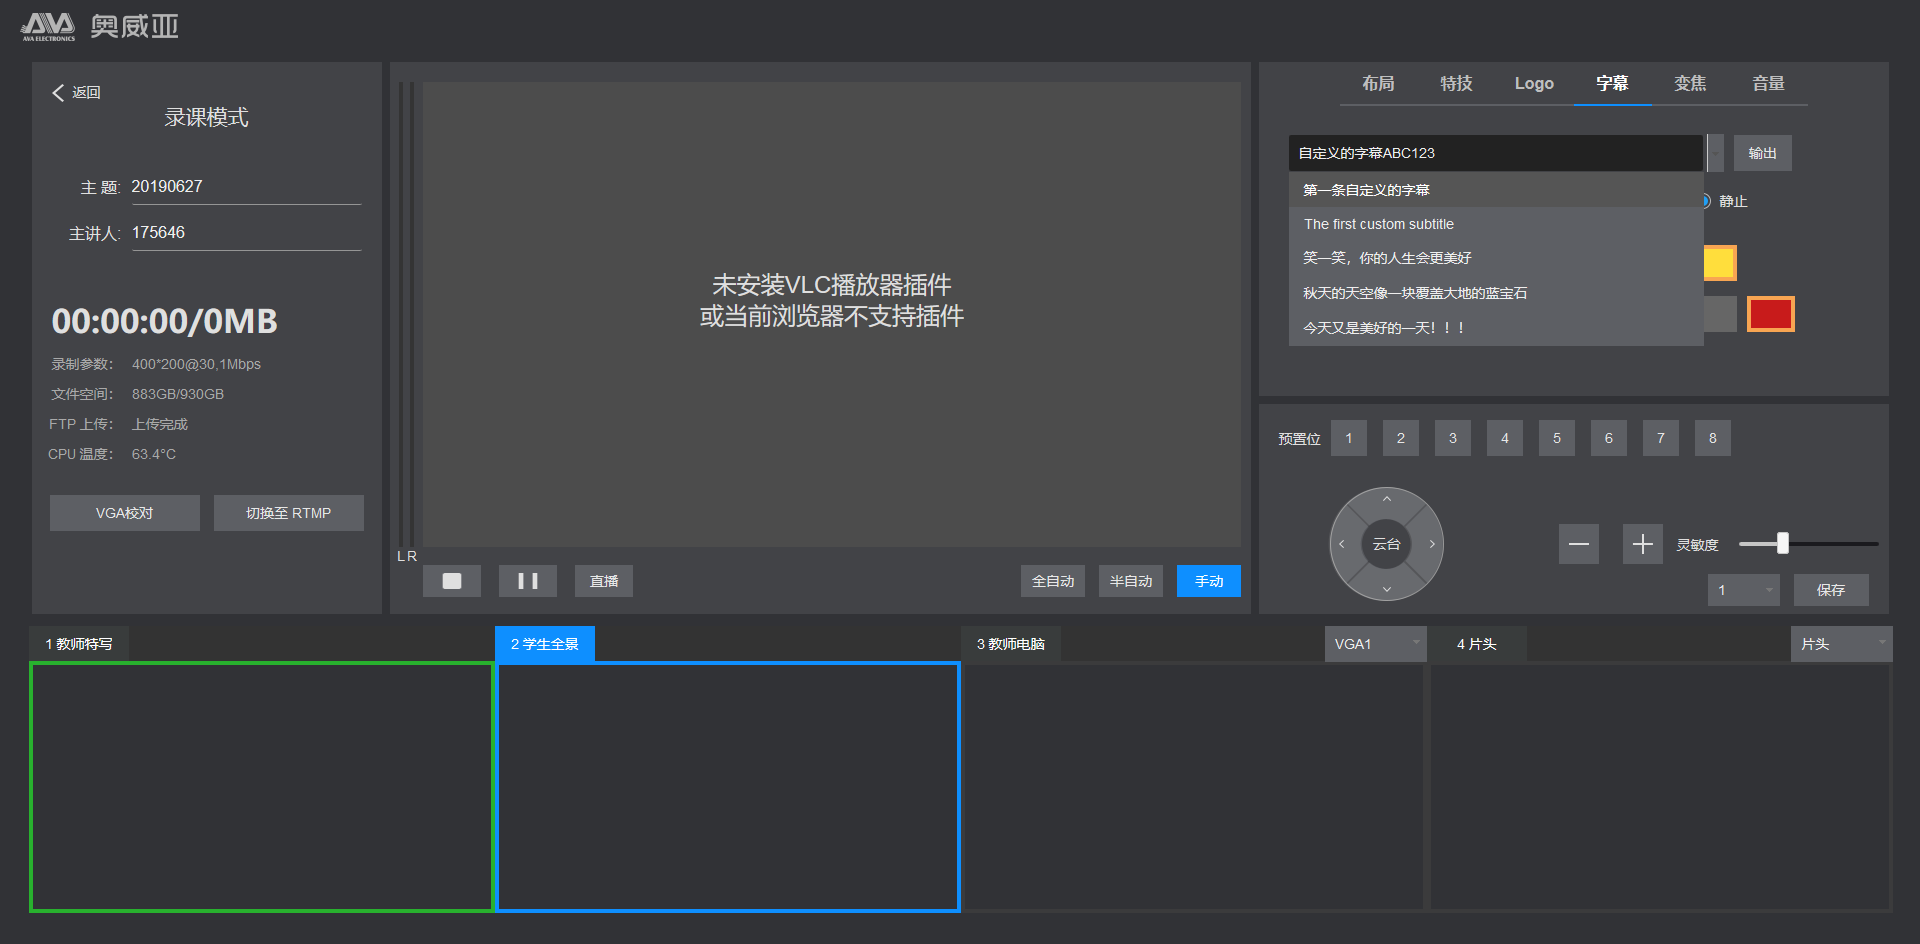 AVA ELECTRONICS 奥威亚
返回
录课模式
主 题: 20190627
主讲人: 175646
00:00:00/0MB
录制参数: 400*200@30,1Mbps
文件空间: 883GB/930GB
FTP 上传: 上传完成
CPU 温度: 63.4°C
VGA校对 切换至 RTMP
未安装VLC播放器插件
或当前浏览器不支持插件
L R
直播 全自动 半自动 手动
布局 特技 Logo 字幕 变焦 音量
自定义的字幕ABC123 输出
第一条自定义的字幕
静止
The first custom subtitle
笑一笑，你的人生会更美好
秋天的天空像一块覆盖大地的蓝宝石
今天又是美好的一天！！！
预置位 1 2 3 4 5 6 7 8
云台 灵敏度
1 保存
1 教师特写 2 学生全景 3 教师电脑 VGA1 4 片头 片头